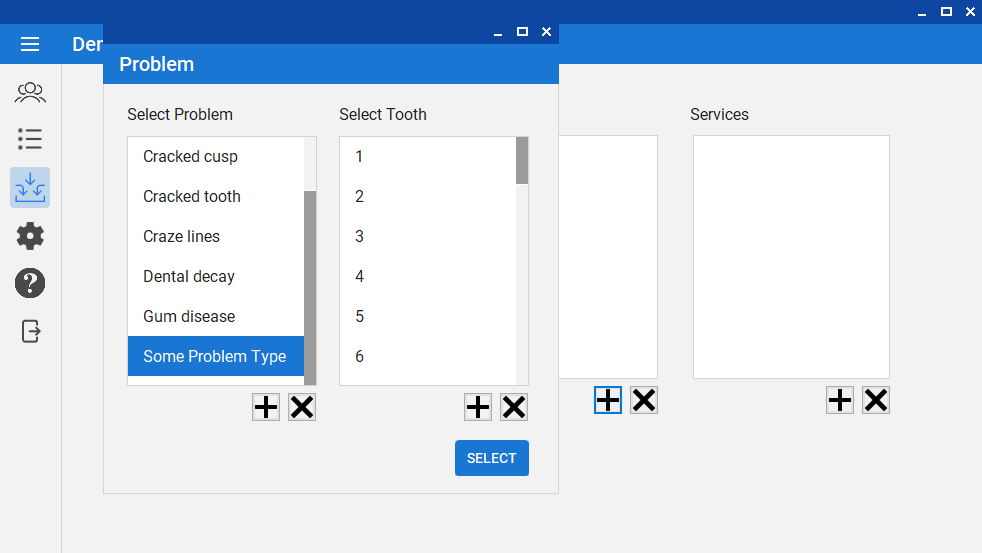 Der
Problem
Select Problem
Select Tooth
Services
Cracked cusp
Cracked tooth
Craze lines
Dental decay
Gum disease
Some Problem Type
1
2
3
4
5
6
SELECT